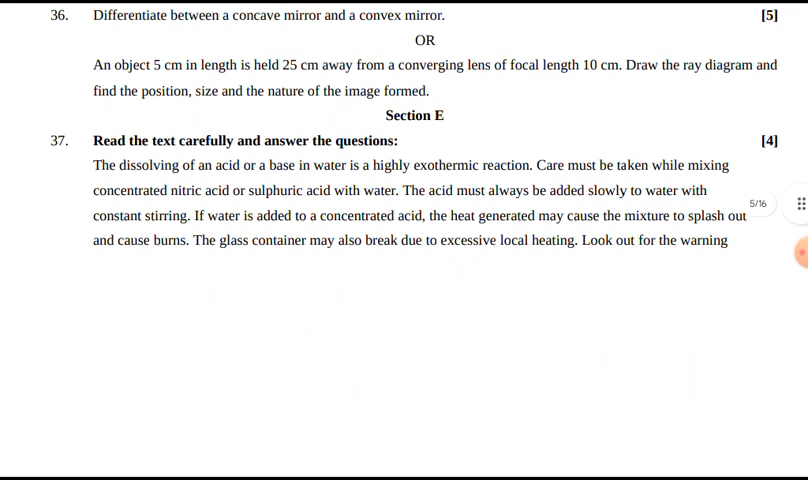 36. Differentiate between a concave mirror and a convex mirror. [5]
OR
An object 5 cm in length is held 25 cm away from a converging lens of focal length 10 cm. Draw the ray diagram and
find the position, size and the nature of the image formed.
Section E
37. Read the text carefully and answer the questions: [4]
The dissolving of an acid or a base in water is a highly exothermic reaction. Care must be taken while mixing
concentrated nitric acid or sulphuric acid with water. The acid must always be added slowly to water with
5/16
constant stirring. If water is added to a concentrated acid, the heat generated may cause the mixture to splash out
and cause burns. The glass container may also break due to excessive local heating. Look out for the warning